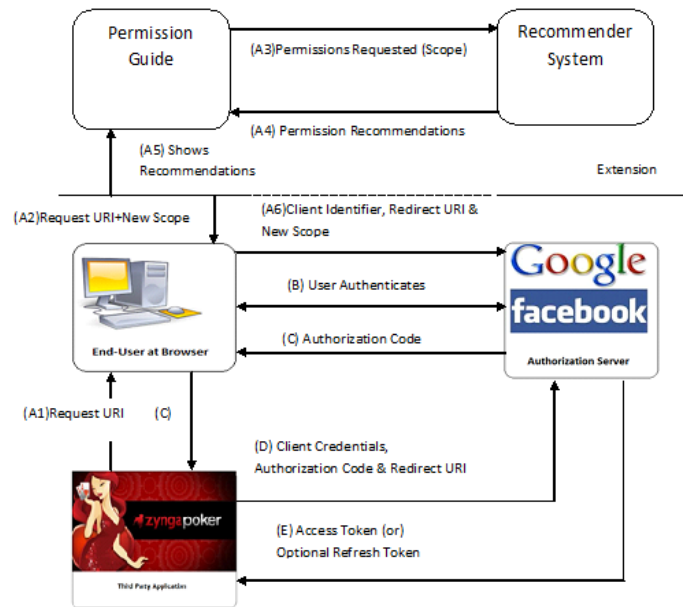 Permission
Guide
(A3)Permissions Requested (Scope)
Recommender
System
(A4) Permission Recommendations
(A5) Shows
Recommendations
Extension
(A2)Request URI+New Scope
(A6)Client Identifier, Redirect URI &
New Scope
Google
(B) User Authenticates
facebook
(C) Authorization Code
End-User at Browser
Authorization Server
(A1)Request URI
(C)
(D) Client Credentials,
Authorization Code & Redirect URI
zyngapoker
(E) Access Token (or)
Optional Refresh Token
Third Party Application